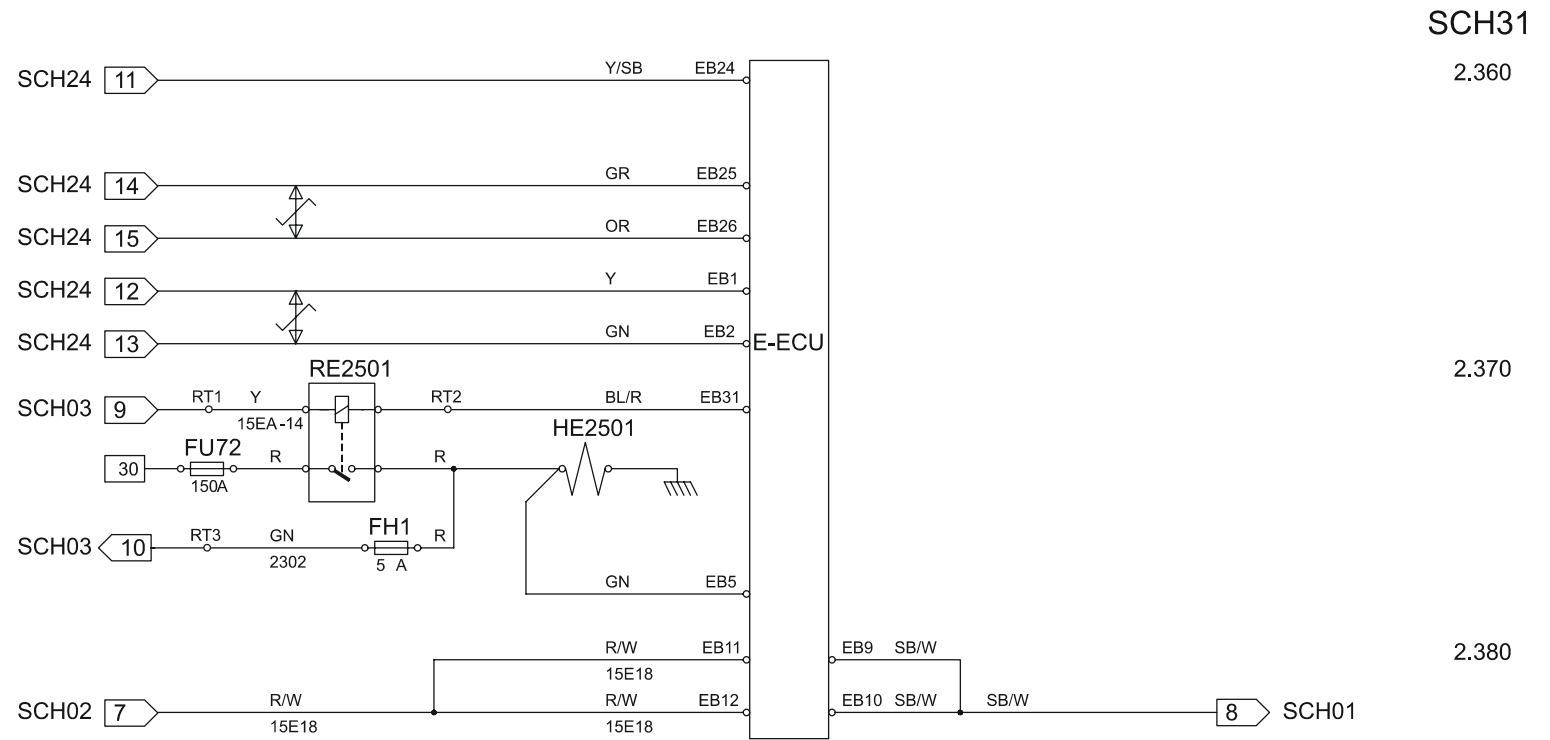 SCH31
SCH24 11 Y/SB EB24 2.360
SCH24 14 GR EB25
SCH24 15 OR EB26
SCH24 12 Y EB1
SCH24 13 GN EB2
E-ECU
RE2501 2.370
SCH03 9 RT1 Y RT2 BL/R EB31
15EA-14
HE2501
FU72
30 R R
150A
FH1
SCH03 10 RT3 GN R
2302 5 A
GN EB5
R/W EB11 EB9 SB/W 2.380
15E18
SCH02 7 R/W R/W EB12 EB10 SB/W SB/W 8 SCH01
15E18 15E18